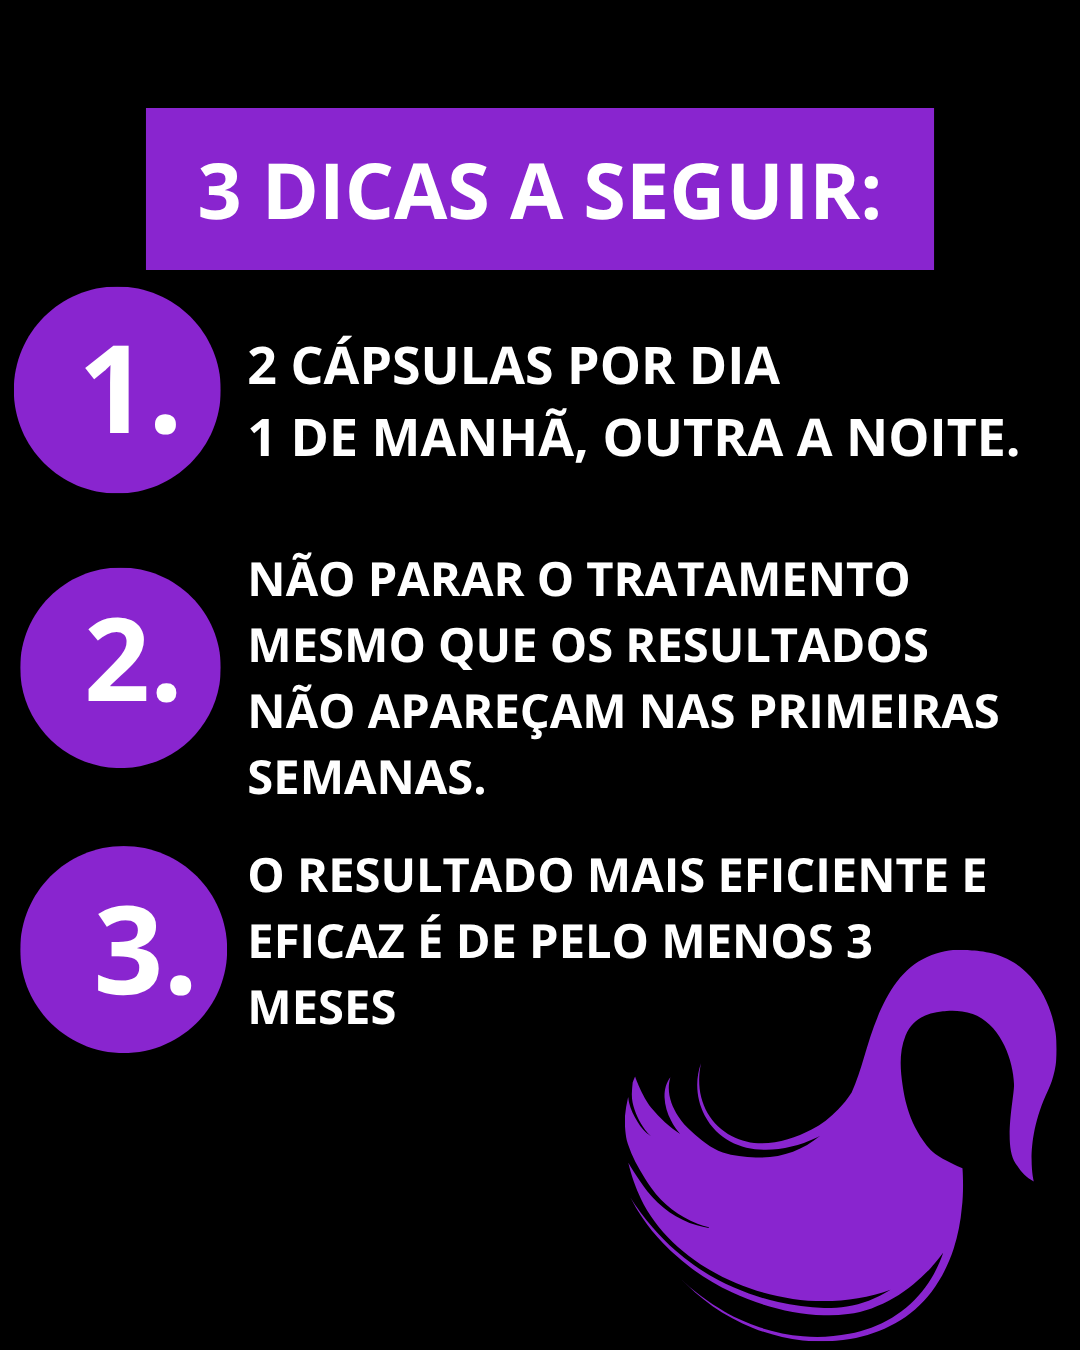 3 DICAS A SEGUIR:
1.
2 CÁPSULAS POR DIA
1 DE MANHÃ, OUTRA A NOITE.
2.
NÃO PARAR O TRATAMENTO
MESMO QUE OS RESULTADOS
NÃO APAREÇAM NAS PRIMEIRAS
SEMANAS.
3.
O RESULTADO MAIS EFICIENTE E
EFICAZ É DE PELO MENOS 3
MESES